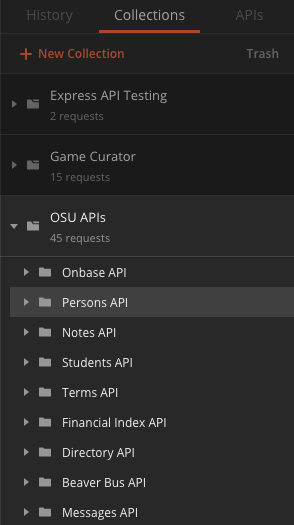 History Collections APIs
+ New Collection Trash
Express API Testing
2 requests
Game Curator
15 requests
OSU APIs
45 requests
Onbase API
Persons API
Notes API
Students API
Terms API
Financial Index API
Directory API
Beaver Bus API
Messages API